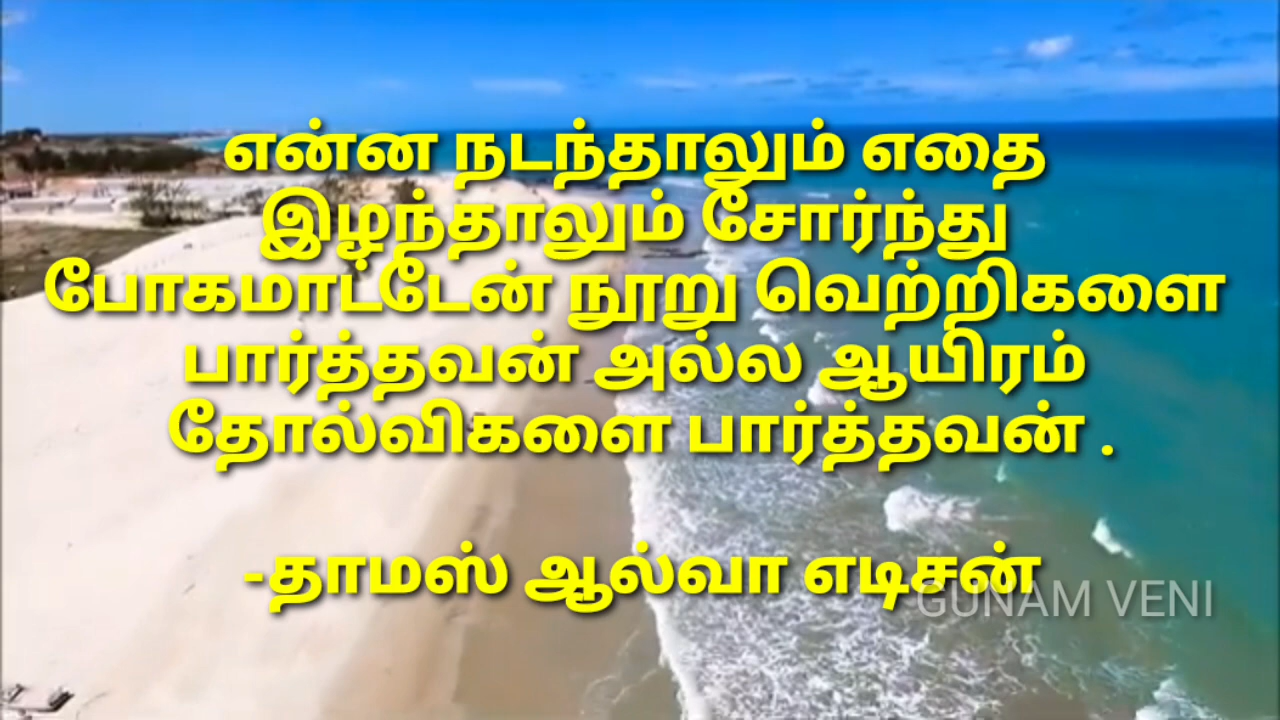 என்ன நடந்தாலும் எதை
இழந்தாலும் சோர்ந்து
போகமாட்டேன் நூறு வெற்றிகளை
பார்த்தவன் அல்ல ஆயிரம்
தோல்விகளை பார்த்தவன் .
-தாமஸ் ஆல்வா எடிசன்
GUNAM VENI